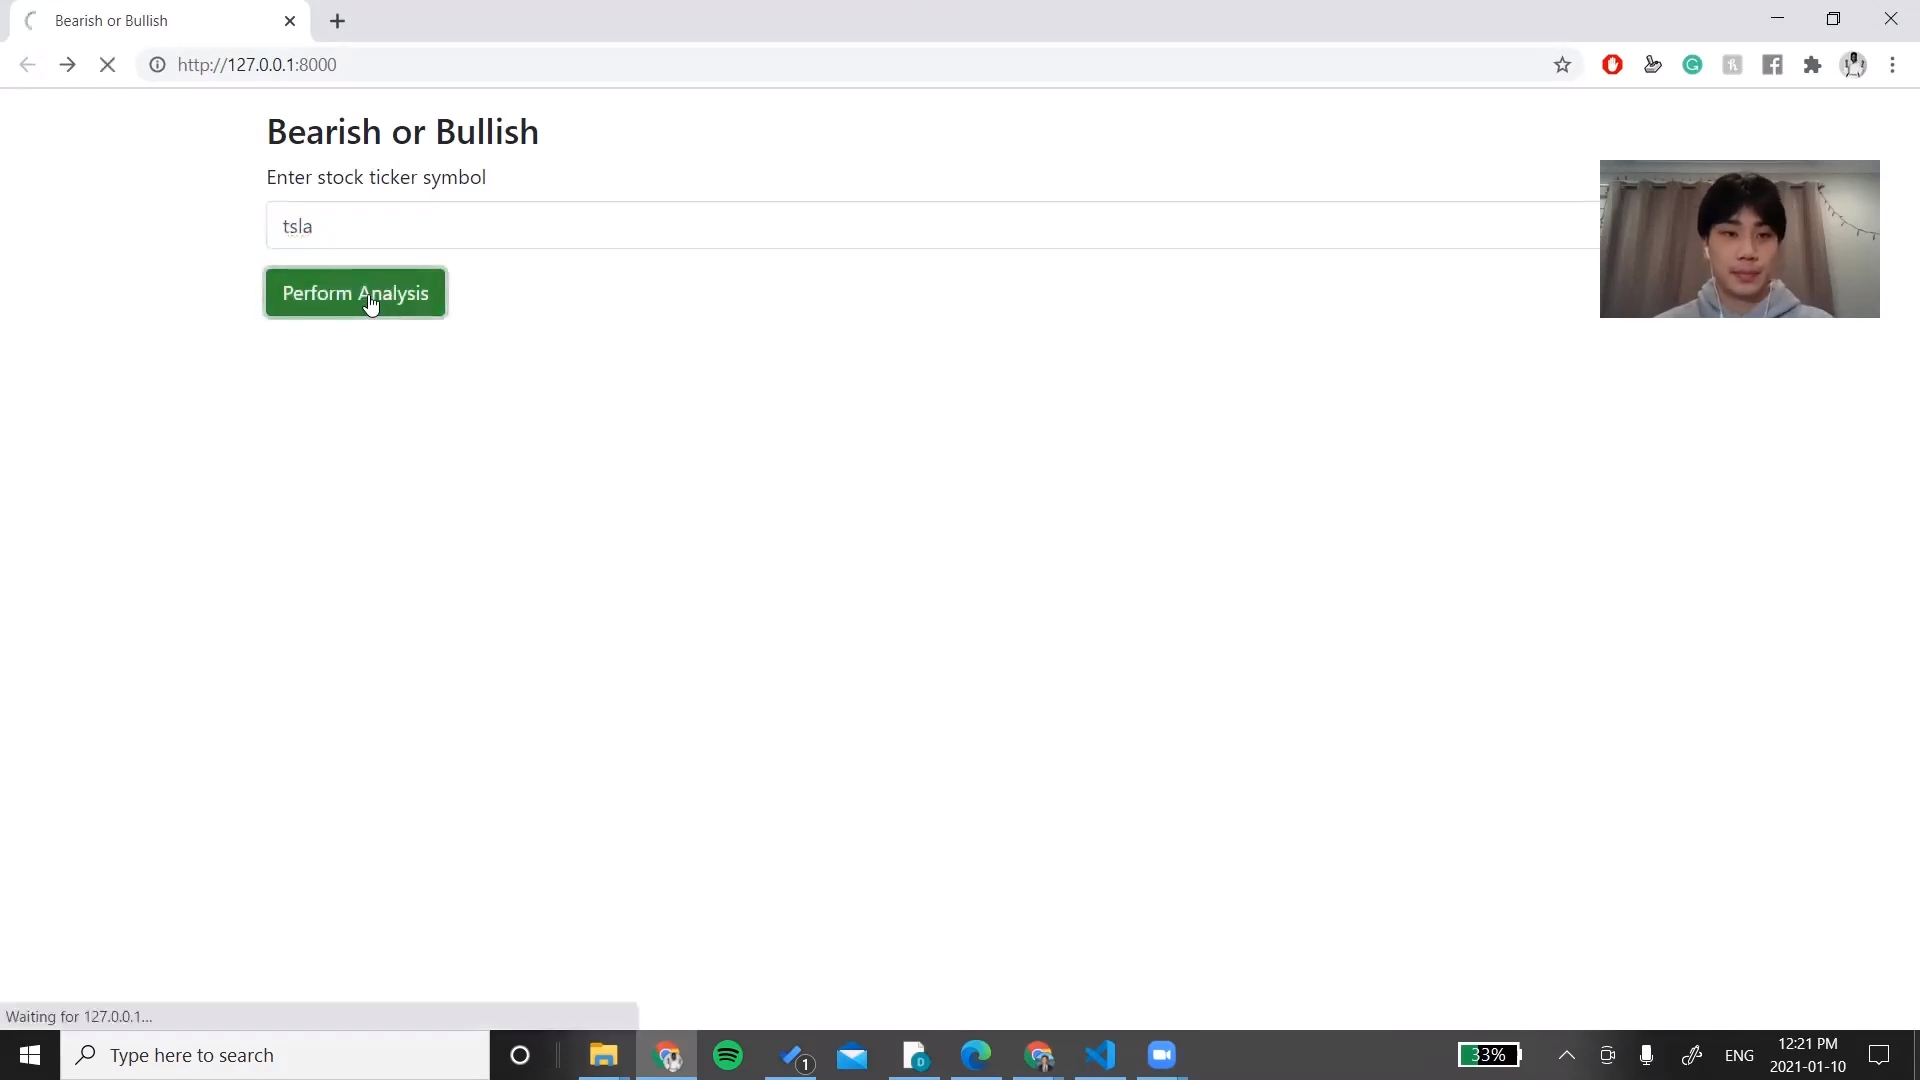 Bearish or Bullish
http://127.0.0.1:8000
Bearish or Bullish
Enter stock ticker symbol
tsla
Perform Analysis
Waiting for 127.0.0.1...
Type here to search
1
33%
ENG
12:21 PM
2021-01-10